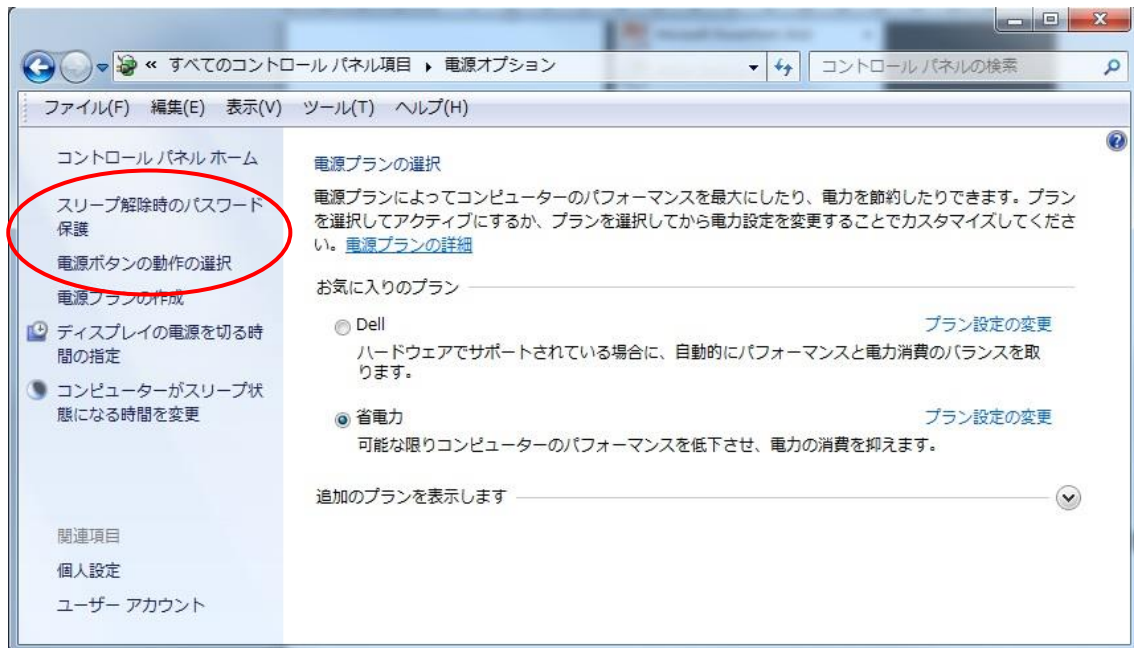 « すべてのコントロール パネル項目 ▸ 電源オプション
コントロール パネルの検索
ファイル(F) 編集(E) 表示(V) ツール(T) ヘルプ(H)
コントロール パネル ホーム
スリープ解除時のパスワード
保護
電源ボタンの動作の選択
電源プランの作成
ディスプレイの電源を切る時
間の指定
コンピューターがスリープ状
態になる時間を変更
関連項目
個人設定
ユーザー アカウント
電源プランの選択
電源プランによってコンピューターのパフォーマンスを最大にしたり、電力を節約したりできます。プラン
を選択してアクティブにするか、プランを選択してから電力設定を変更することでカスタマイズしてくださ
い。電源プランの詳細
お気に入りのプラン
Dell プラン設定の変更
ハードウェアでサポートされている場合に、自動的にパフォーマンスと電力消費のバランスを取
ります。
省電力 プラン設定の変更
可能な限りコンピューターのパフォーマンスを低下させ、電力の消費を抑えます。
追加のプランを表示します